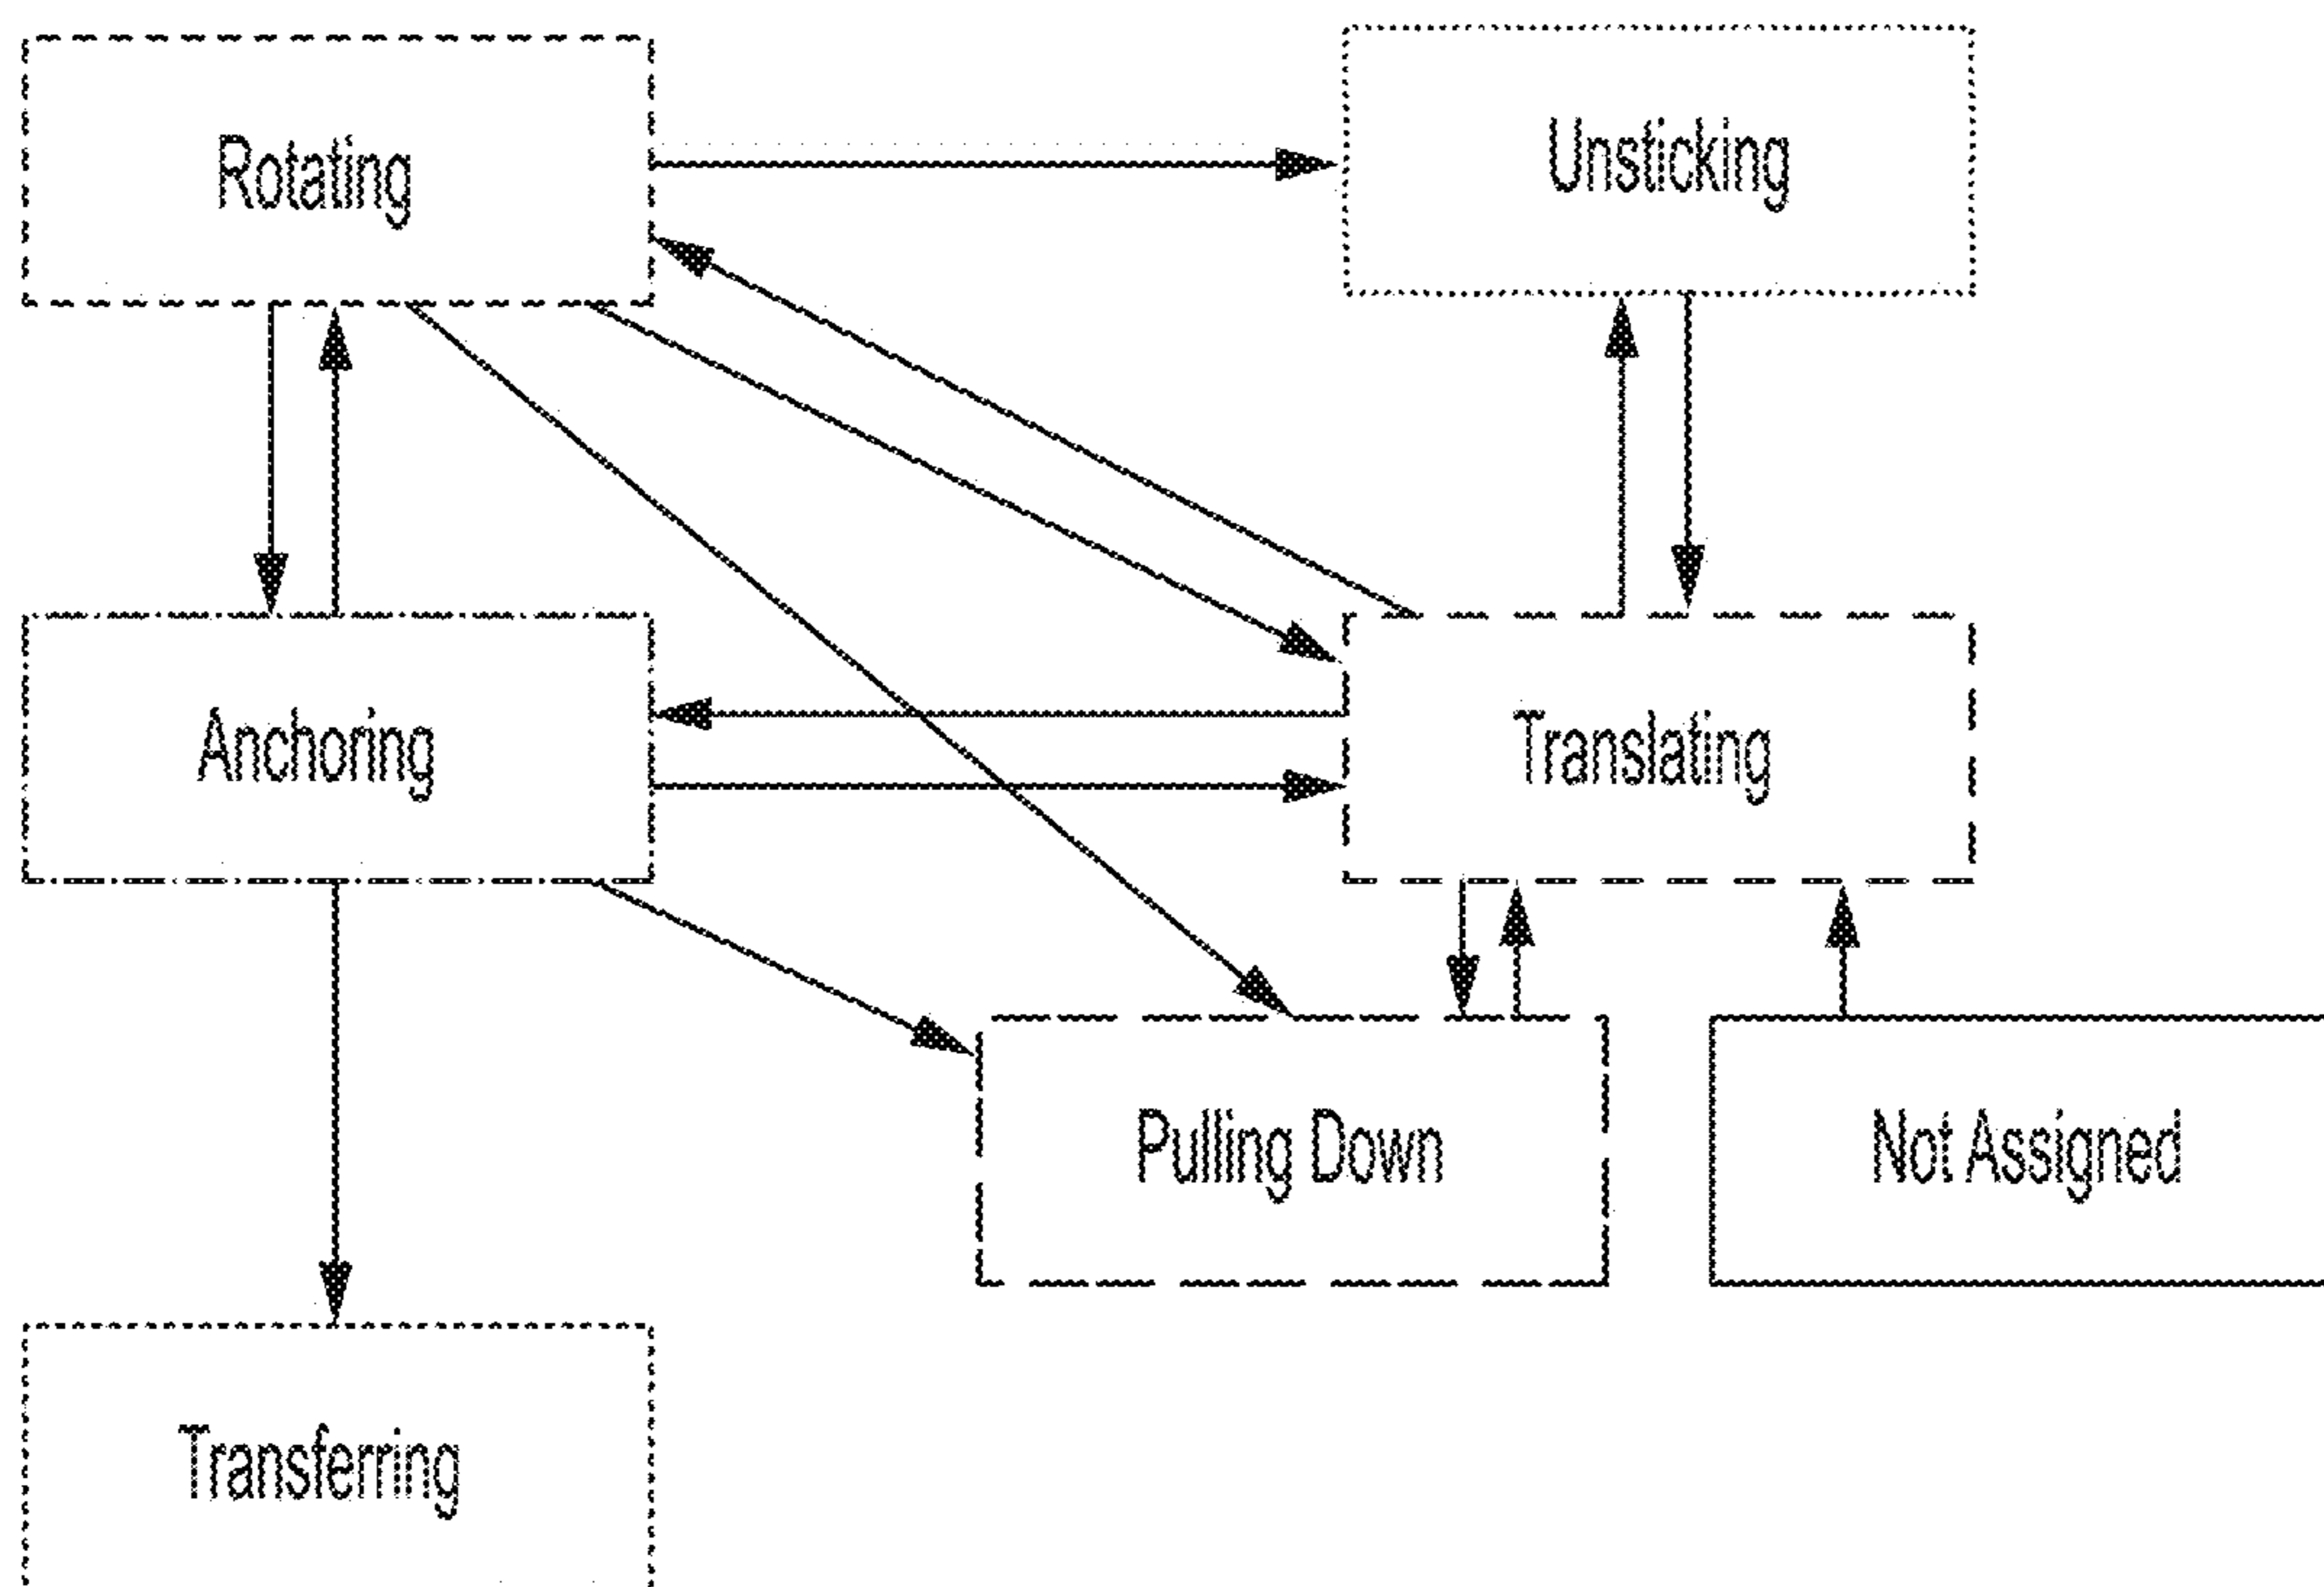 Rotating
Unsticking
Anchoring
Translating
Pulling Down
Not Assigned
Transferring